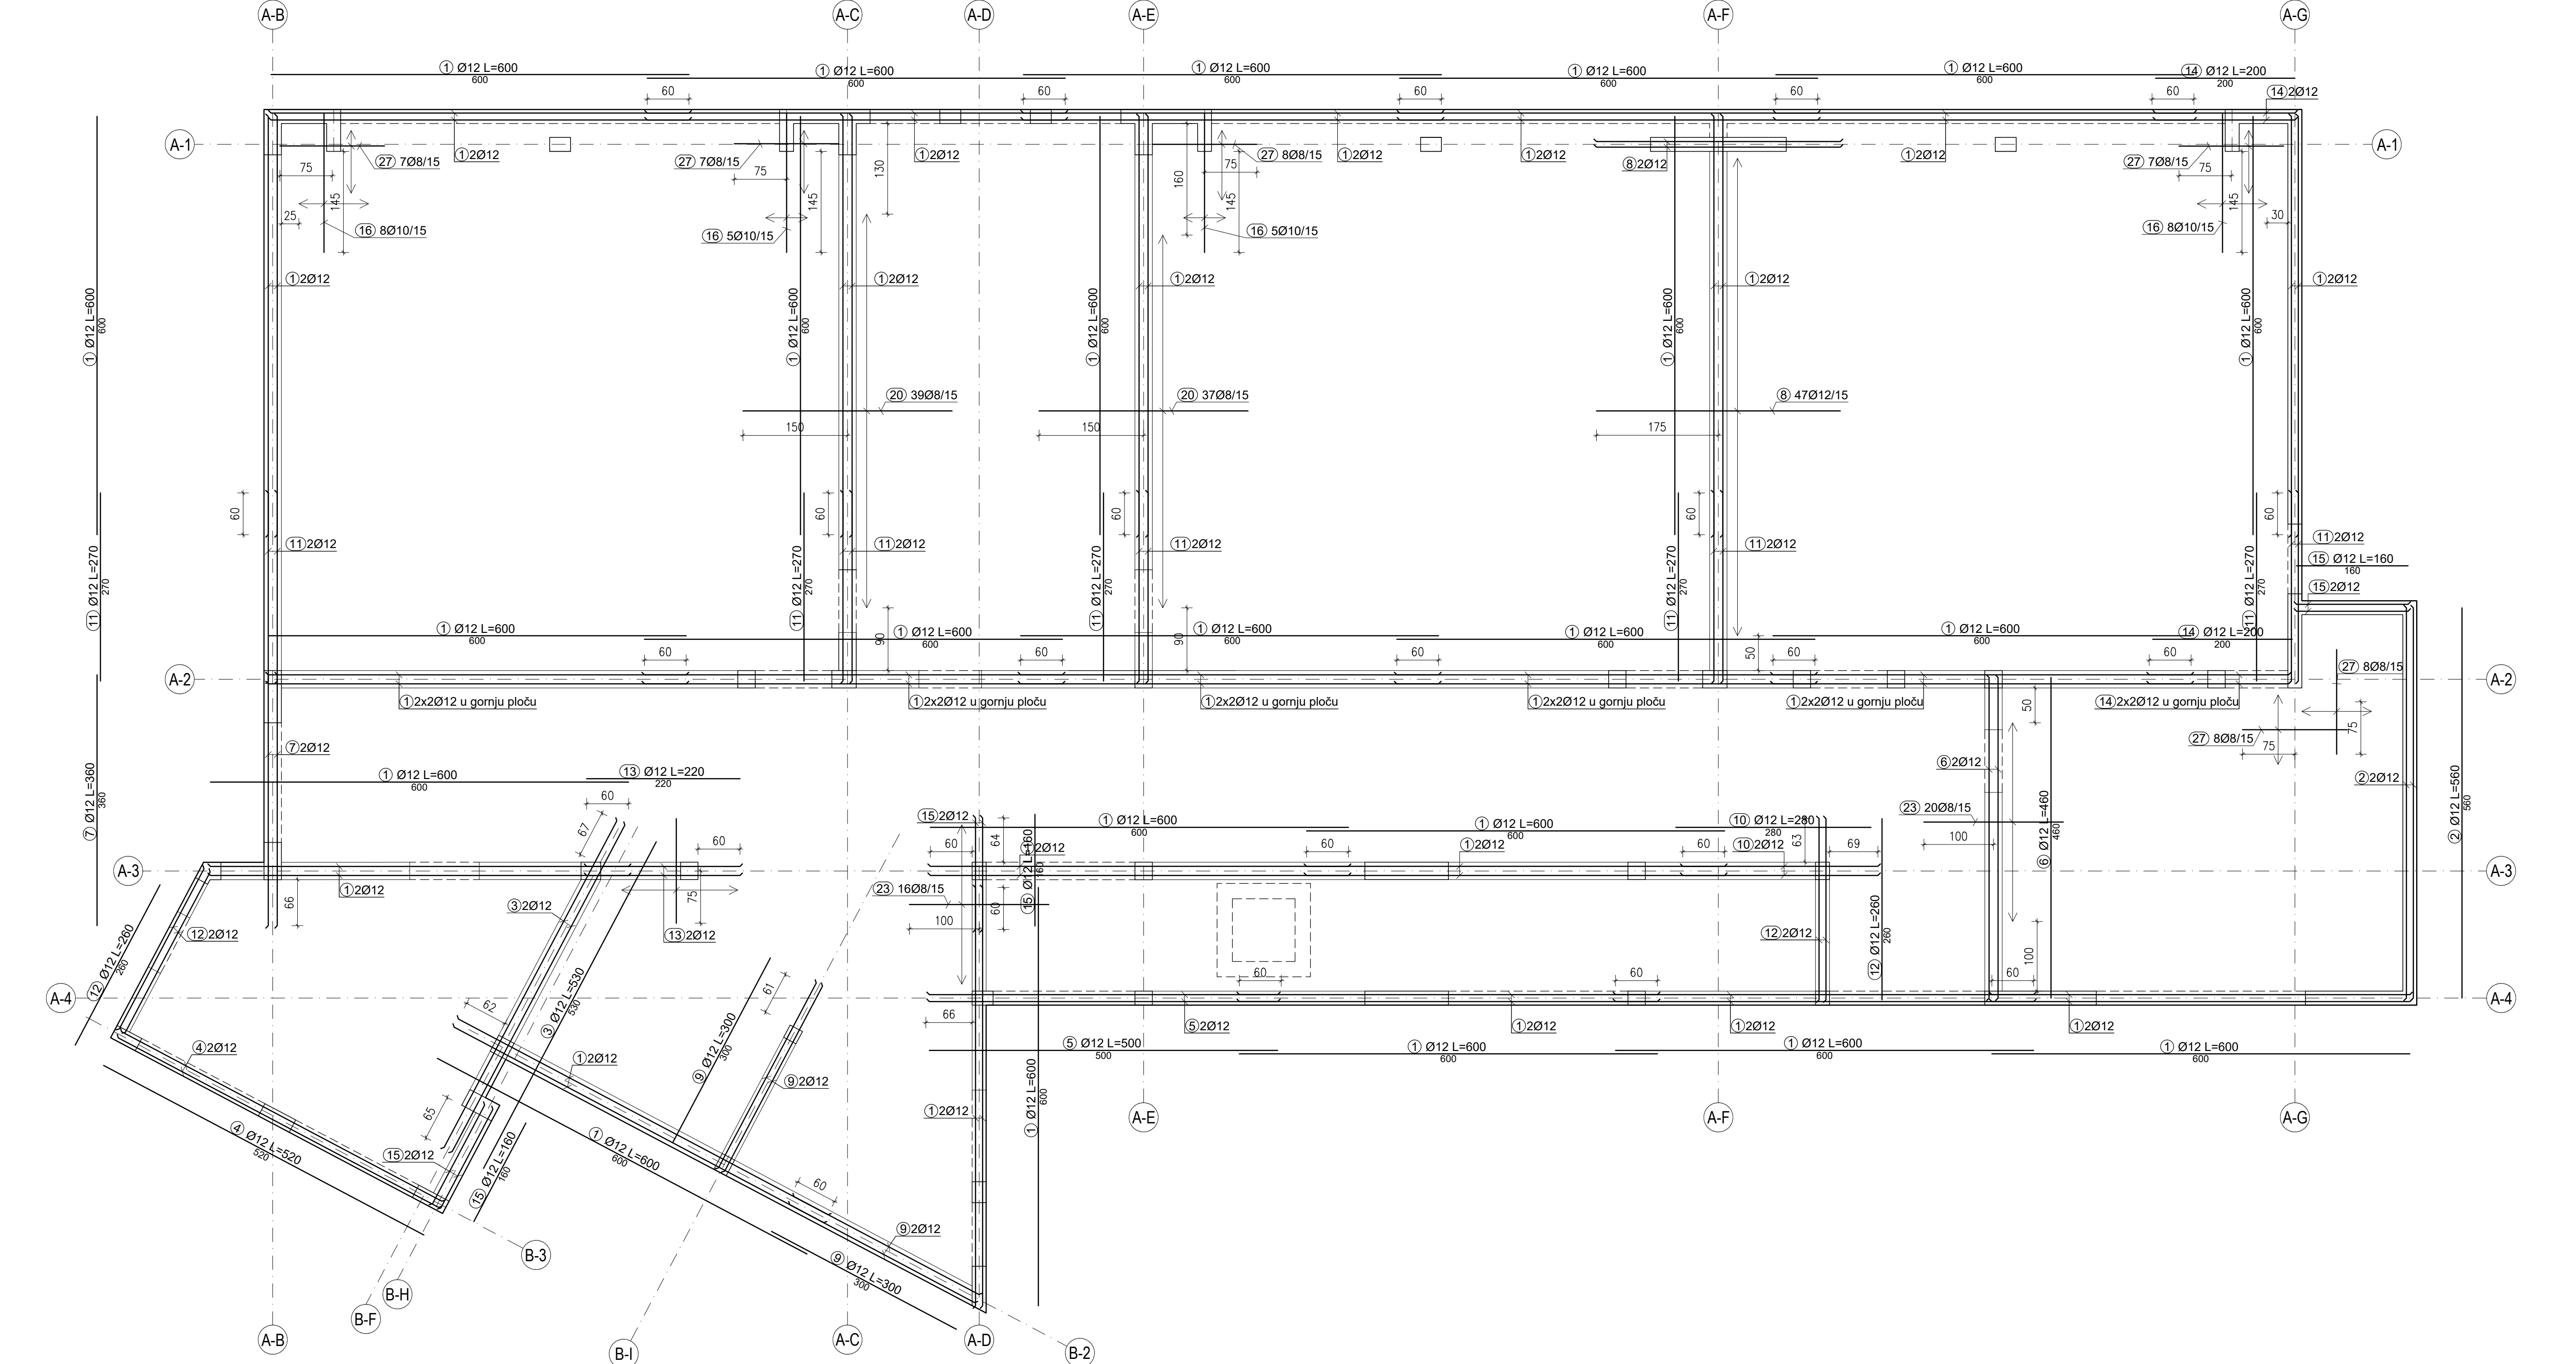 A-B A-C A-D A-E A-F A-G
① Ø12 L=600
600
① Ø12 L=600
600
① Ø12 L=600
600
① Ø12 L=600
600
① Ø12 L=600
600
⑭ Ø12 L=200
200
60 60 60 60 60
⑭2Ø12
A-1
A-1
①2Ø12
①2Ø12
①2Ø12
①2Ø12
⑧2Ø12
①2Ø12
㉗ 7Ø8/15
㉗ 7Ø8/15
㉗ 8Ø8/15
㉗ 7Ø8/15
75 75 75 75
130
160
145 145 145 145
25
30
⑯ 8Ø10/15
⑯ 5Ø10/15
⑯ 5Ø10/15
⑯ 8Ø10/15
①2Ø12
①2Ø12
①2Ø12
①2Ø12
①2Ø12
① Ø12 L=600
600
① Ø12 L=600
600
① Ø12 L=600
600
① Ø12 L=600
600
① Ø12 L=600
600
⑳ 39Ø8/15
⑳ 37Ø8/15
⑧ 47Ø12/15
150
150
175
60 60 60 60 60
⑪2Ø12
⑪2Ø12
⑪2Ø12
⑪2Ø12
⑪2Ø12
⑪ Ø12 L=270
270
⑪ Ø12 L=270
270
⑪ Ø12 L=270
270
⑪ Ø12 L=270
270
⑪ Ø12 L=270
270
⑮ Ø12 L=160
160
⑮2Ø12
① Ø12 L=600
600
① Ø12 L=600
600
① Ø12 L=600
600
① Ø12 L=600
600
① Ø12 L=600
600
⑭ Ø12 L=200
200
90
90
50
60 60 60 60 60
A-2
A-2
①2x2Ø12 u gornju ploču
①2x2Ø12 u gornju ploču
①2x2Ø12 u gornju ploču
①2x2Ø12 u gornju ploču
①2x2Ø12 u gornju ploču
⑭2x2Ø12 u gornju ploču
㉗ 8Ø8/15
㉗ 8Ø8/15
75
75
50
⑦2Ø12
⑦ Ø12 L=360
360
① Ø12 L=600
600
⑬ Ø12 L=220
220
60
67
60
⑥2Ø12
⑥ Ø12 L=460
460
②2Ø12
② Ø12 L=560
560
⑮2Ø12
64
⑮ Ø12 L=160
160
① Ø12 L=600
600
① Ø12 L=600
600
⑩ Ø12 L=280
280
63
㉓ 20Ø8/15
100
60 60 60
①2Ø12
①2Ø12
⑩2Ø12
69
A-3
A-3
A-3
①2Ø12
66
③2Ø12
75
⑬2Ø12
㉓ 16Ø8/15
100
60
⑫2Ø12
⑫ Ø12 L=260
260
⑫2Ø12
⑫ Ø12 L=260
260
100
60 60 60
A-4
A-4
62
③ Ø12 L=530
530
61
66
⑤2Ø12
①2Ø12
①2Ø12
①2Ø12
⑤ Ø12 L=500
500
① Ø12 L=600
600
① Ø12 L=600
600
① Ø12 L=600
600
④2Ø12
①2Ø12
⑨ Ø12 L=300
300
⑨2Ø12
①2Ø12
① Ø12 L=600
600
65
④ Ø12 L=520
520
⑮2Ø12
⑮ Ø12 L=160
160
① Ø12 L=600
600
60
⑨2Ø12
⑨ Ø12 L=300
300
A-E A-F A-G
B-3
B-H
B-F
A-B B-I A-C A-D B-2